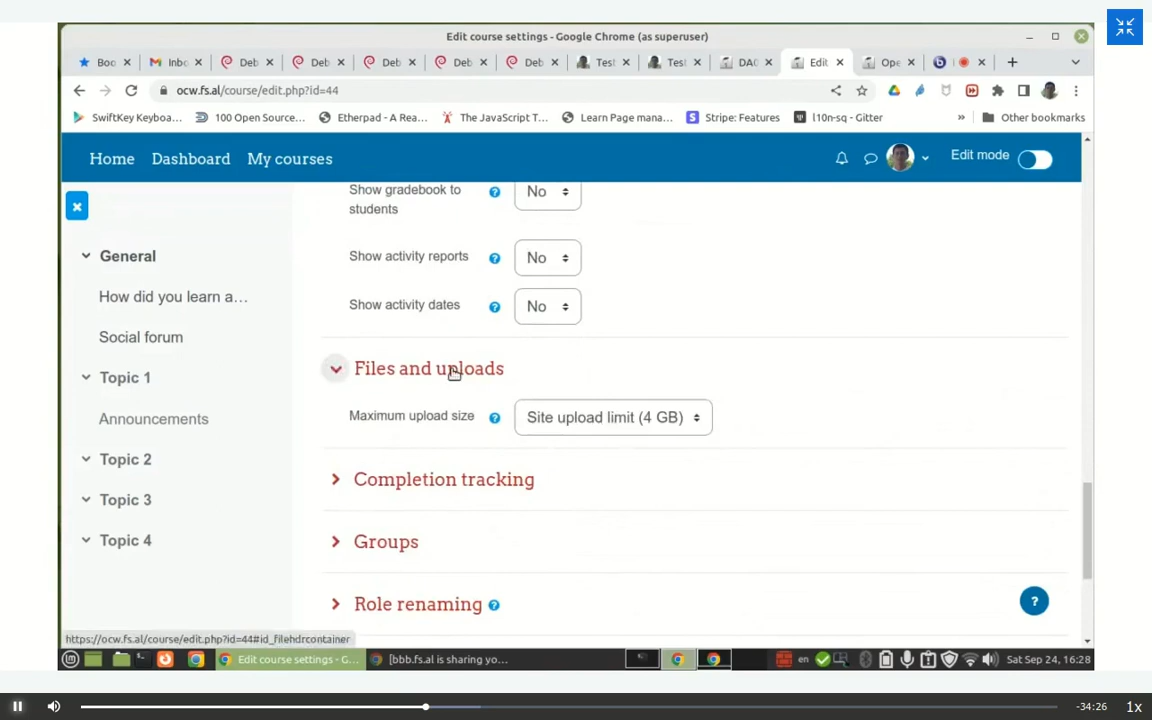 Edit course settings - Google Chrome (as superuser)
Boo
Inbo
Deb
Deb
Deb
Deb
Deb
Test
Test
DA
Edit
Ope
ocw.fs.al/course/edit.php?id=44
SwiftKey Keyboa...
100 Open Source...
Etherpad - A Rea...
The JavaScript T...
Learn Page mana...
Stripe: Features
l10n-sq - Gitter
»
Other bookmarks
Home
Dashboard
My courses
Edit mode
General
How did you learn a...
Social forum
Topic 1
Announcements
Topic 2
Topic 3
Topic 4
Show gradebook to
students
No
Show activity reports
No
Show activity dates
No
Files and uploads
Maximum upload size
Site upload limit (4 GB)
Completion tracking
Groups
Role renaming
https://ocw.fs.al/course/edit.php?id=44#id_filehdrcontainer
Edit course settings - G...
[bbb.fs.al is sharing yo...
en
Sat Sep 24, 16:28
-34:26
1x